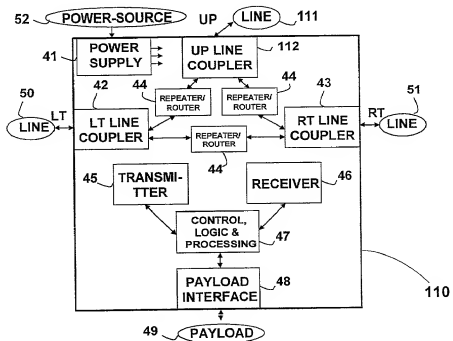 52 POWER-SOURCE UP LINE 111
41 POWER SUPPLY
UP LINE COUPLER 112
42 44 44 43
50 LINE LT
LT LINE COUPLER
REPEATER/ROUTER
REPEATER/ROUTER
RT LINE COUPLER
RT LINE 51
REPEATER/ROUTER
44
45 TRANSMI-TTER
RECEIVER 46
CONTROL, LOGIC & PROCESSING 47
PAYLOAD INTERFACE 48
110
49 PAYLOAD